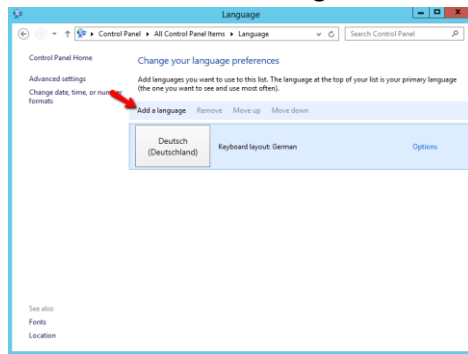 Language
Control Panel ▸ All Control Panel Items ▸ Language
Search Control Panel
Control Panel Home
Advanced settings
Change date, time, or number
formats
Change your language preferences
Add languages you want to use to this list. The language at the top of your list is your primary language
(the one you want to see and use most often).
Add a language Remove Move up Move down
Deutsch
(Deutschland)
Keyboard layout: German
Options
See also
Fonts
Location